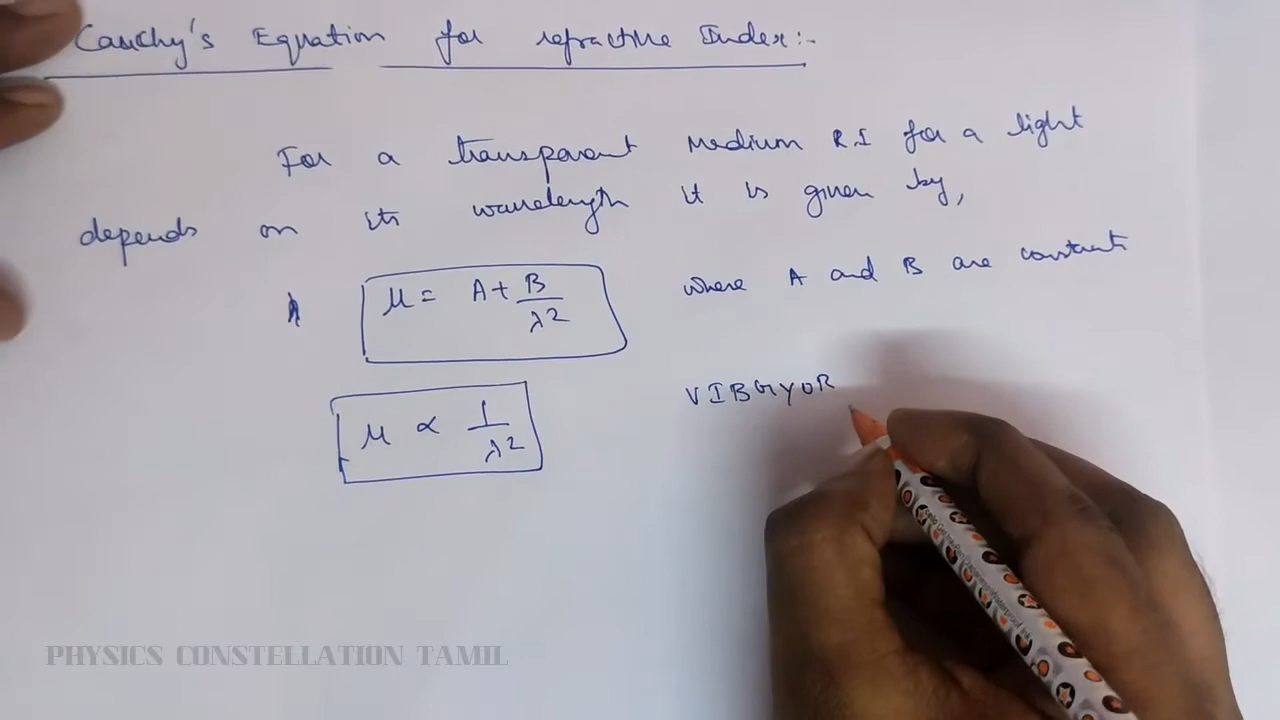 Cauchy's Equation for refractive Index:-
For a transparent Medium R.I for a light
depends on its wavelength it is given by,
μ = A + B/λ² where A and B are constants
μ ∝ 1/λ² VIBGYOR
PHYSICS CONSTELLATION TAMIL